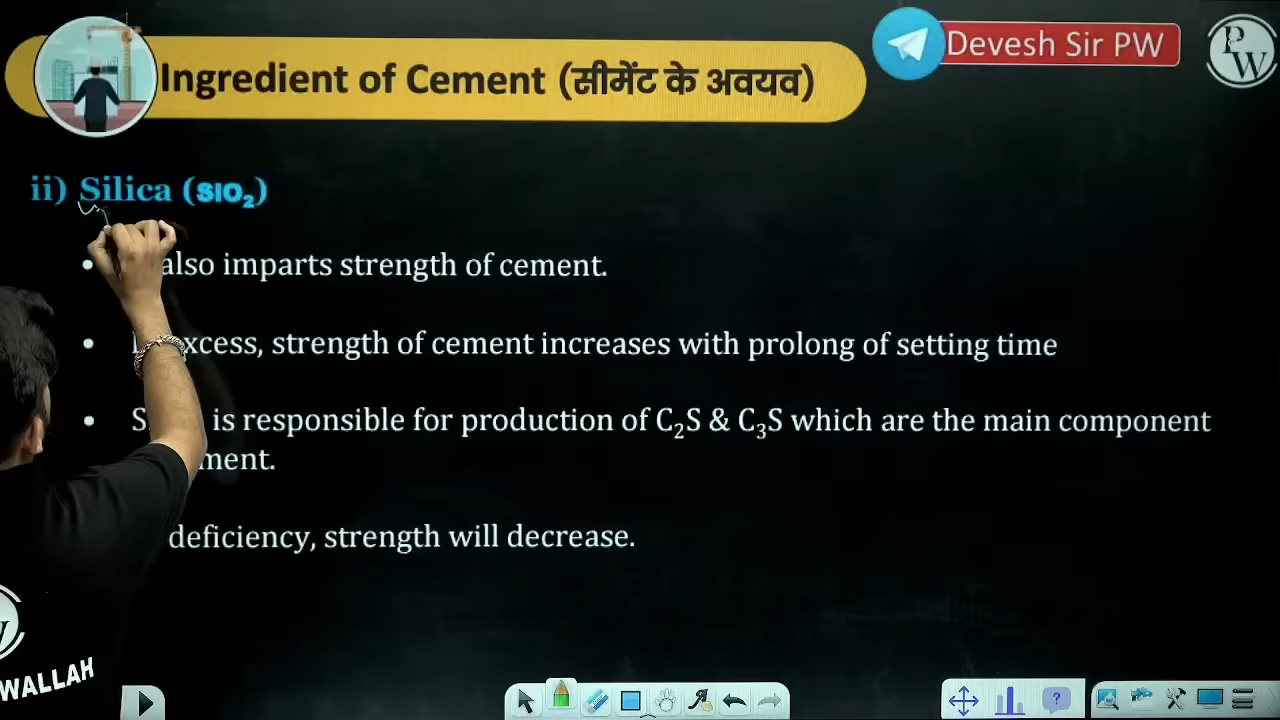 Devesh Sir PW
P
W
Ingredient of Cement (सीमेंट के अवयव)
ii) Silica (SIO₂)
• also imparts strength of cement.
• excess, strength of cement increases with prolong of setting time
• is responsible for production of C₂S & C₃S which are the main component
deficiency, strength will decrease.
WALLAH